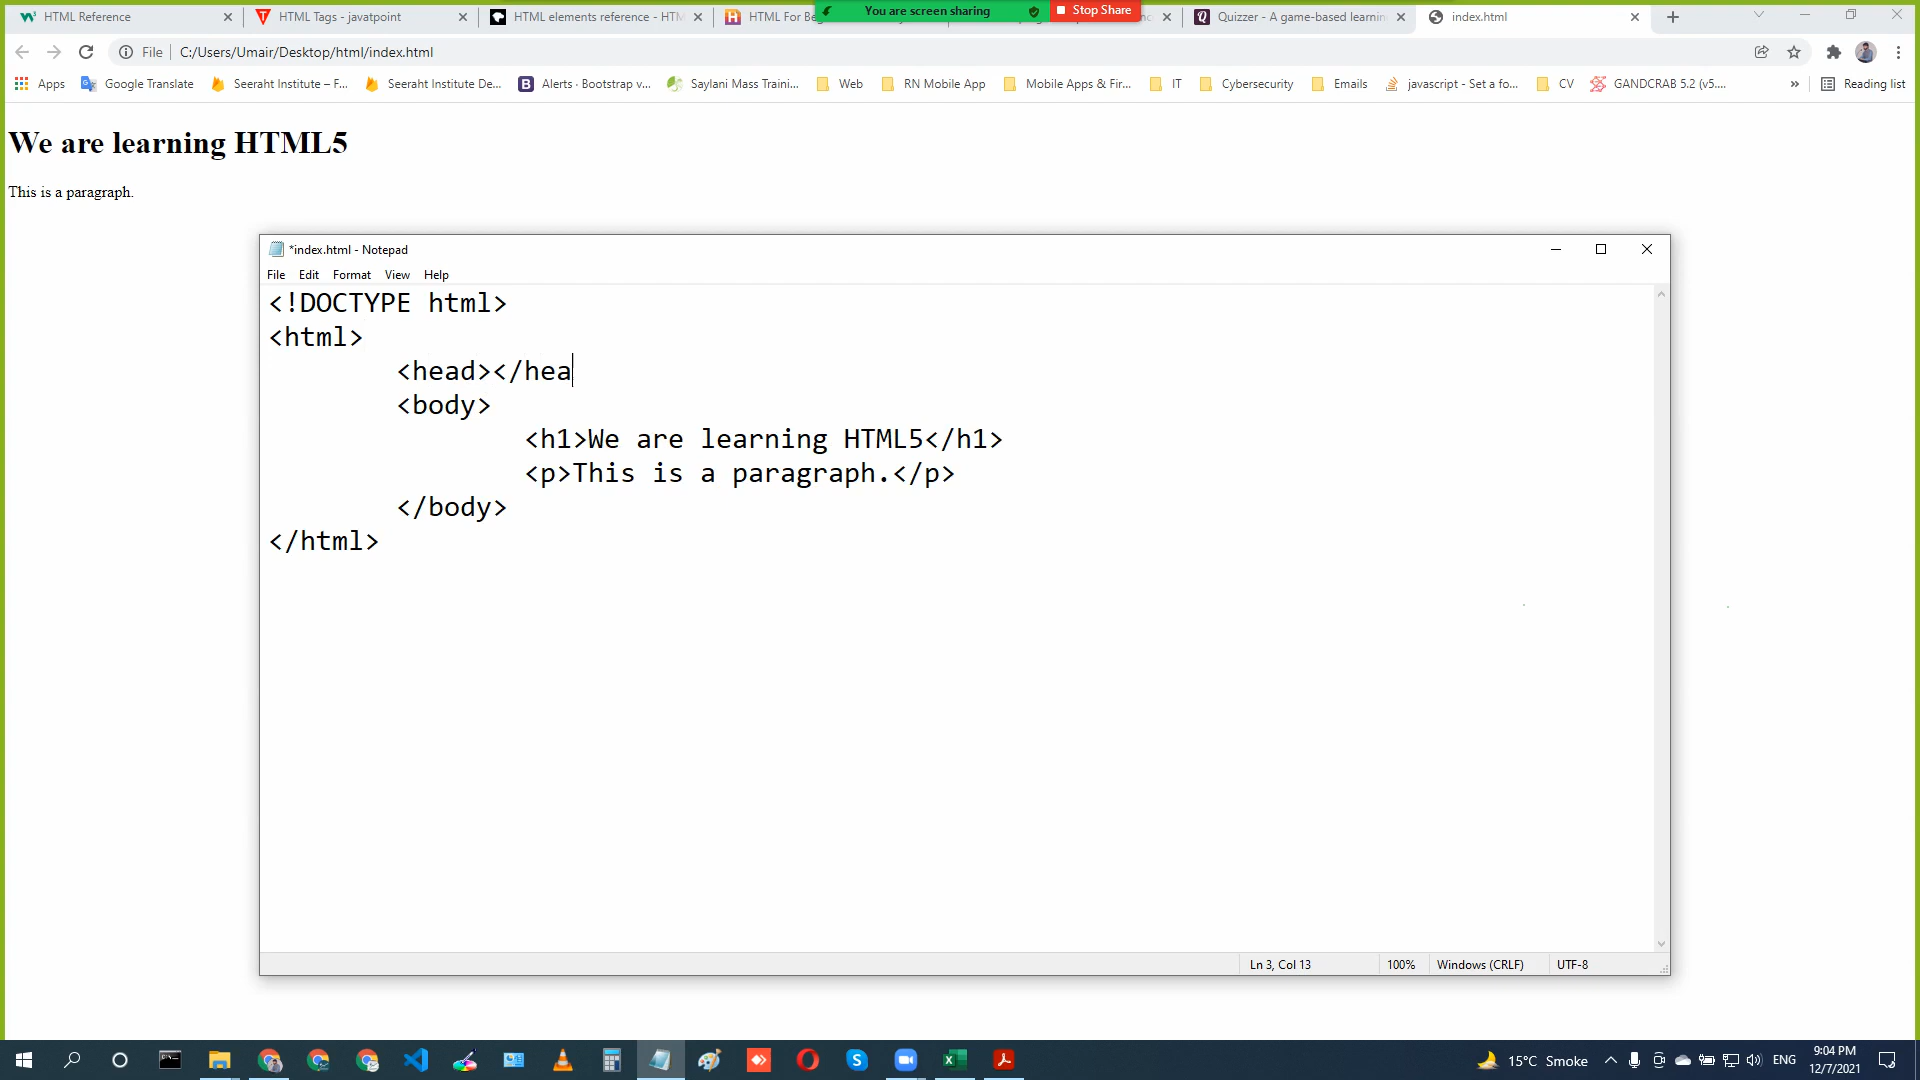 HTML Reference
HTML Tags - javatpoint
HTML elements reference - HTM
HTML For Be
You are screen sharing
Stop Share
Quizzer - A game-based learnin
index.html
File
C:/Users/Umair/Desktop/html/index.html
Apps
Google Translate
Seeraht Institute – F...
Seeraht Institute De...
Alerts · Bootstrap v...
Saylani Mass Traini...
Web
RN Mobile App
Mobile Apps & Fir...
IT
Cybersecurity
Emails
javascript - Set a fo...
CV
GANDCRAB 5.2 (v5....
»
Reading list
We are learning HTML5
This is a paragraph.
*index.html - Notepad
File Edit Format View Help
<!DOCTYPE html>
<html>
<head></hea
<body>
<h1>We are learning HTML5</h1>
<p>This is a paragraph.</p>
</body>
</html>
Ln 3, Col 13
100%
Windows (CRLF)
UTF-8
15°C Smoke
ENG
9:04 PM
12/7/2021